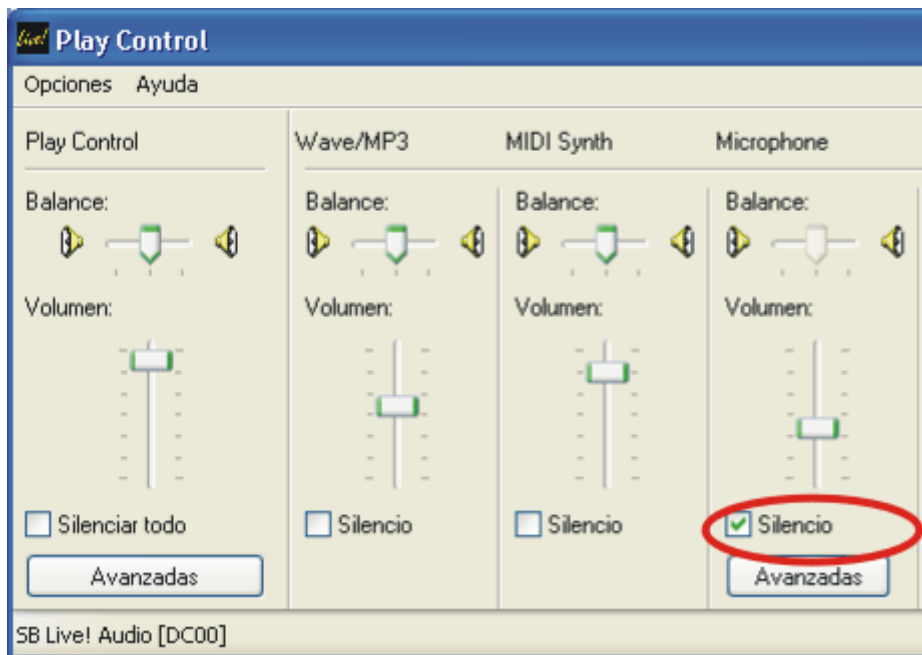 Live! Play Control
Opciones Ayuda
Play Control Wave/MP3 MIDI Synth Microphone
Balance: Balance: Balance: Balance:
Volumen: Volumen: Volumen: Volumen:
Silenciar todo Silencio Silencio Silencio
Avanzadas Avanzadas
SB Live! Audio [DC00]